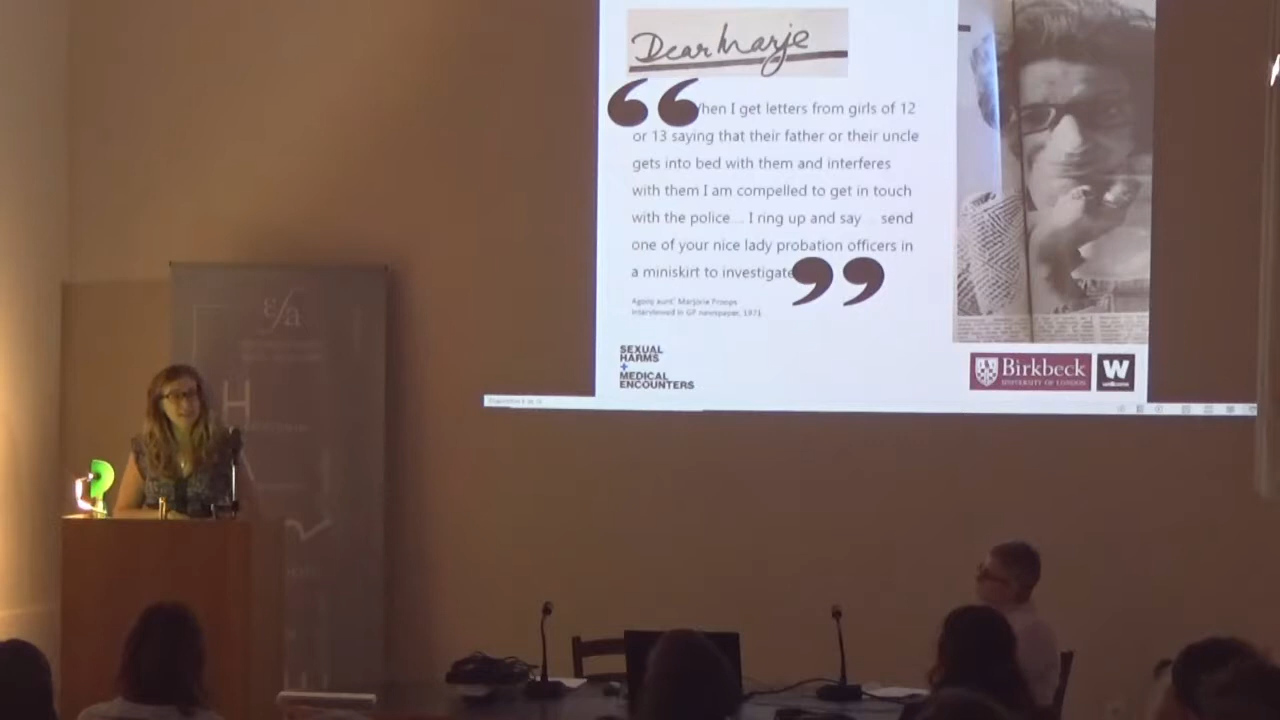 Dear Marje
“ hen I get letters from girls of 12
or 13 saying that their father or their uncle
gets into bed with them and interferes
with them I am compelled to get in touch
with the police ... I ring up and say ... send
one of your nice lady probation officers in
a miniskirt to investigate ”
Agony aunt' Marjorie Proops
interviewed in GP newspaper, 1971
SEXUAL
HARMS
+
MEDICAL
ENCOUNTERS
Birkbeck
UNIVERSITY OF LONDON
W
wellcome
ε/a
H